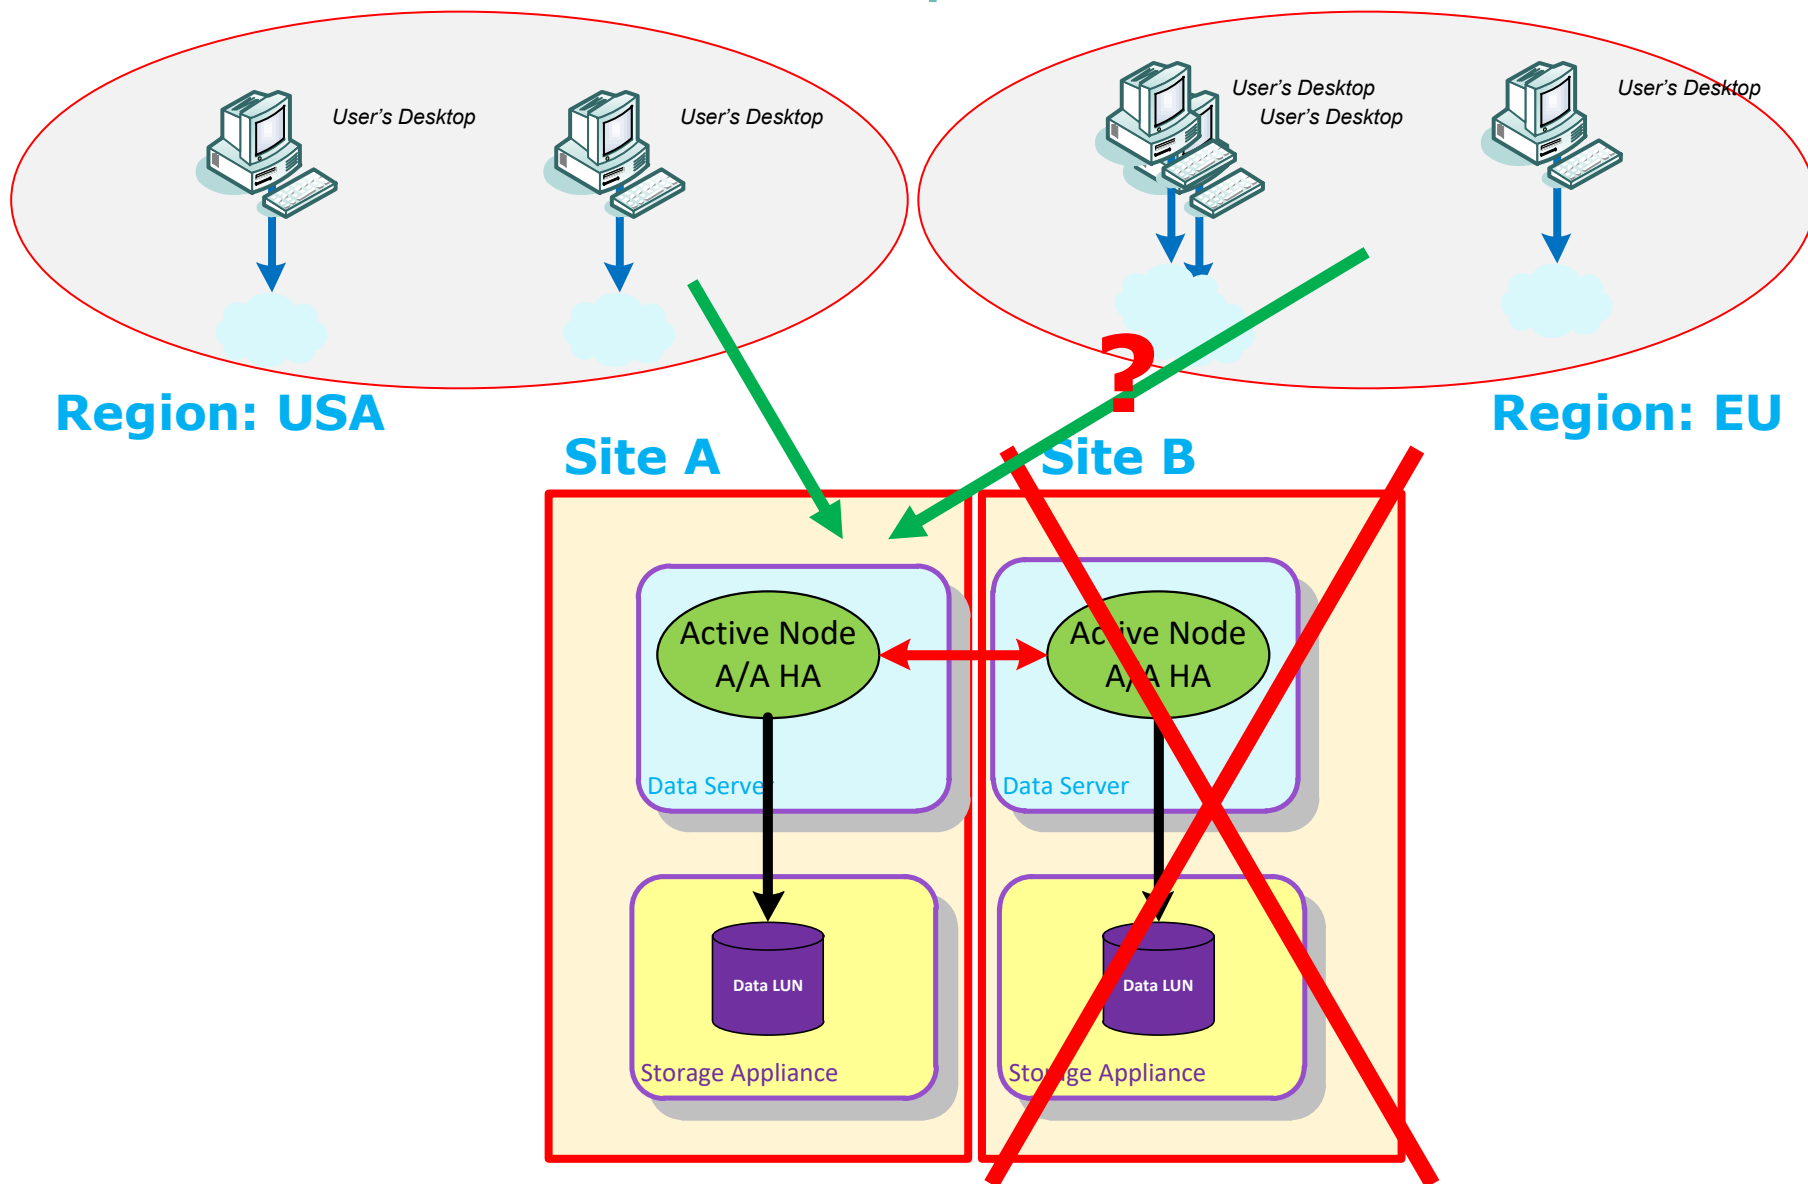 User's Desktop
User's Desktop
User's Desktop
User's Desktop
User's Desktop
?
Region: USA
Region: EU
Site A
Site B
Active Node
A/A HA
Active Node
A/A HA
Data Server
Data Server
Data LUN
Data LUN
Storage Appliance
Storage Appliance